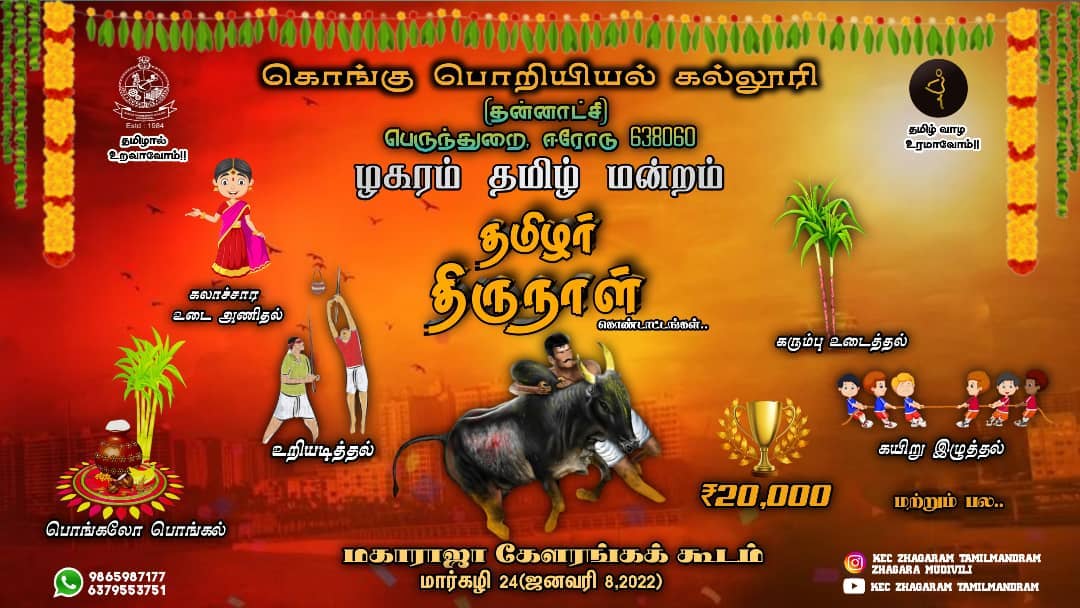 கொங்கு பொறியியல் கல்லூரி
(தன்னாட்சி)
பெருந்துறை, ஈரோடு 638060
ழகரம் தமிழ் மன்றம்
Estd : 1984
தமிழால்
உறவாவோம்!!
தமிழ் வாழ
உரமாவோம்!!
தமிழர்
திருநாள்
கொண்டாட்டங்கள்..
கலாச்சார
உடை அணிதல்
கரும்பு உடைத்தல்
உறியடித்தல்
கயிறு இழுத்தல்
₹20,000
மற்றும் பல..
பொங்கலோ பொங்கல்
மகாராஜா கேளரங்கக் கூடம்
மார்கழி 24(ஜனவரி 8,2022)
9865987177
6379553751
KEC ZHAGARAM TAMILMANDRAM
ZHAGARA MUDIVILI
KEC ZHAGARAM TAMILMANDRAM